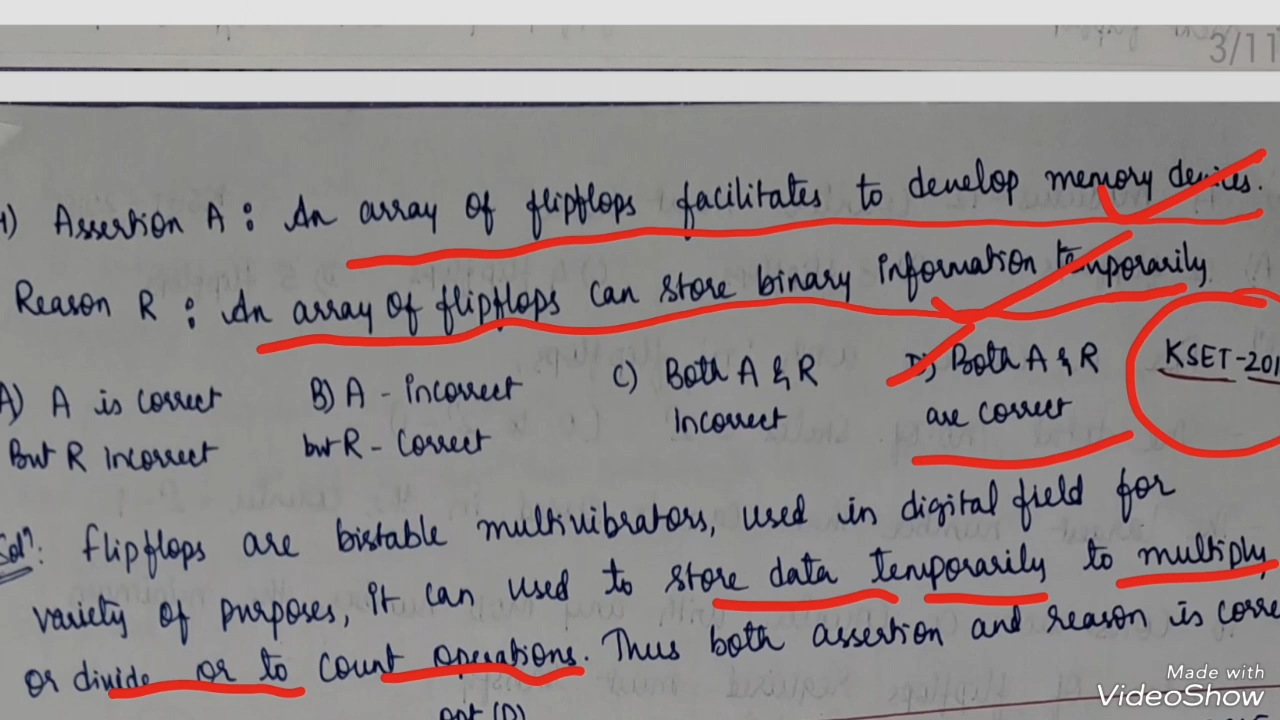 3/11
Assertion A : An array of flipflops facilitates to develop memory devices.
Reason R : An array of flipflops can store binary information temporarily.
A) A is correct B) A - Incorrect C) Both A & R D) Both A & R KSET-201
But R Incorrect but R - Correct Incorrect are correct
Soln: Flipflops are bistable multivibrators, used in digital field for
variety of purposes, It can used to store data temporarily to multiply
or divide or to count operations. Thus both assertion and reason is corre
opt (D)
Made with
VideoShow